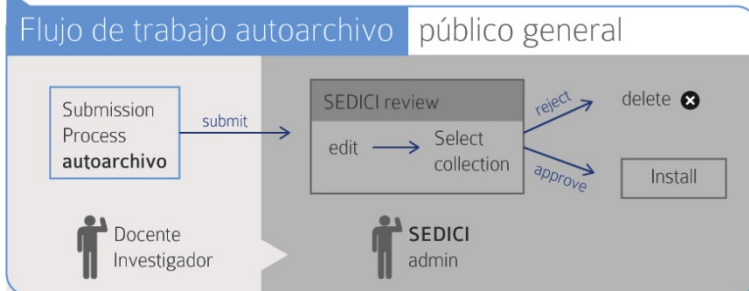 Flujo de trabajo autoarchivo público general
Submission
Process
autoarchivo
submit
SEDICI review
edit
Select
collection
reject
delete
approve
Install
Docente
Investigador
SEDICI
admin